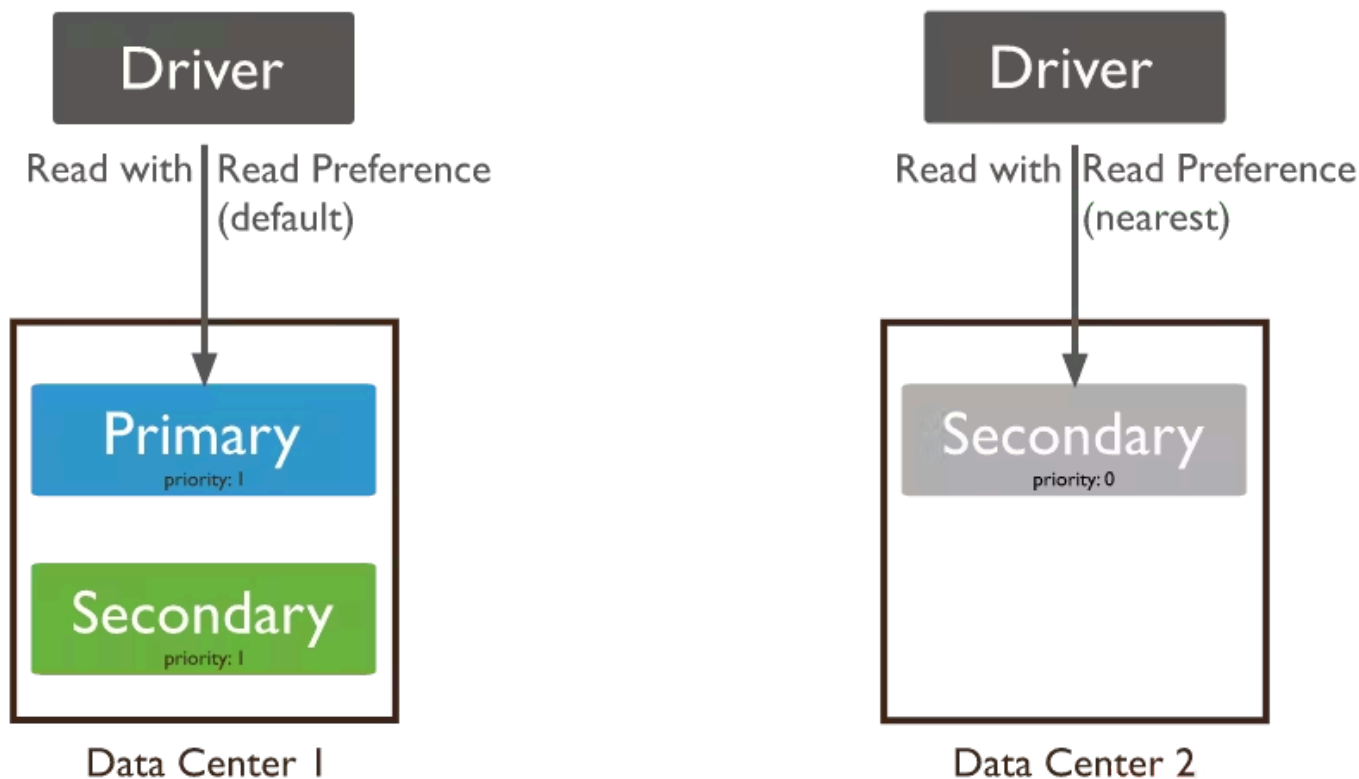 Driver
Read with Read Preference
(default)
Primary
priority: 1
Secondary
priority: 1
Data Center 1
Driver
Read with Read Preference
(nearest)
Secondary
priority: 0
Data Center 2